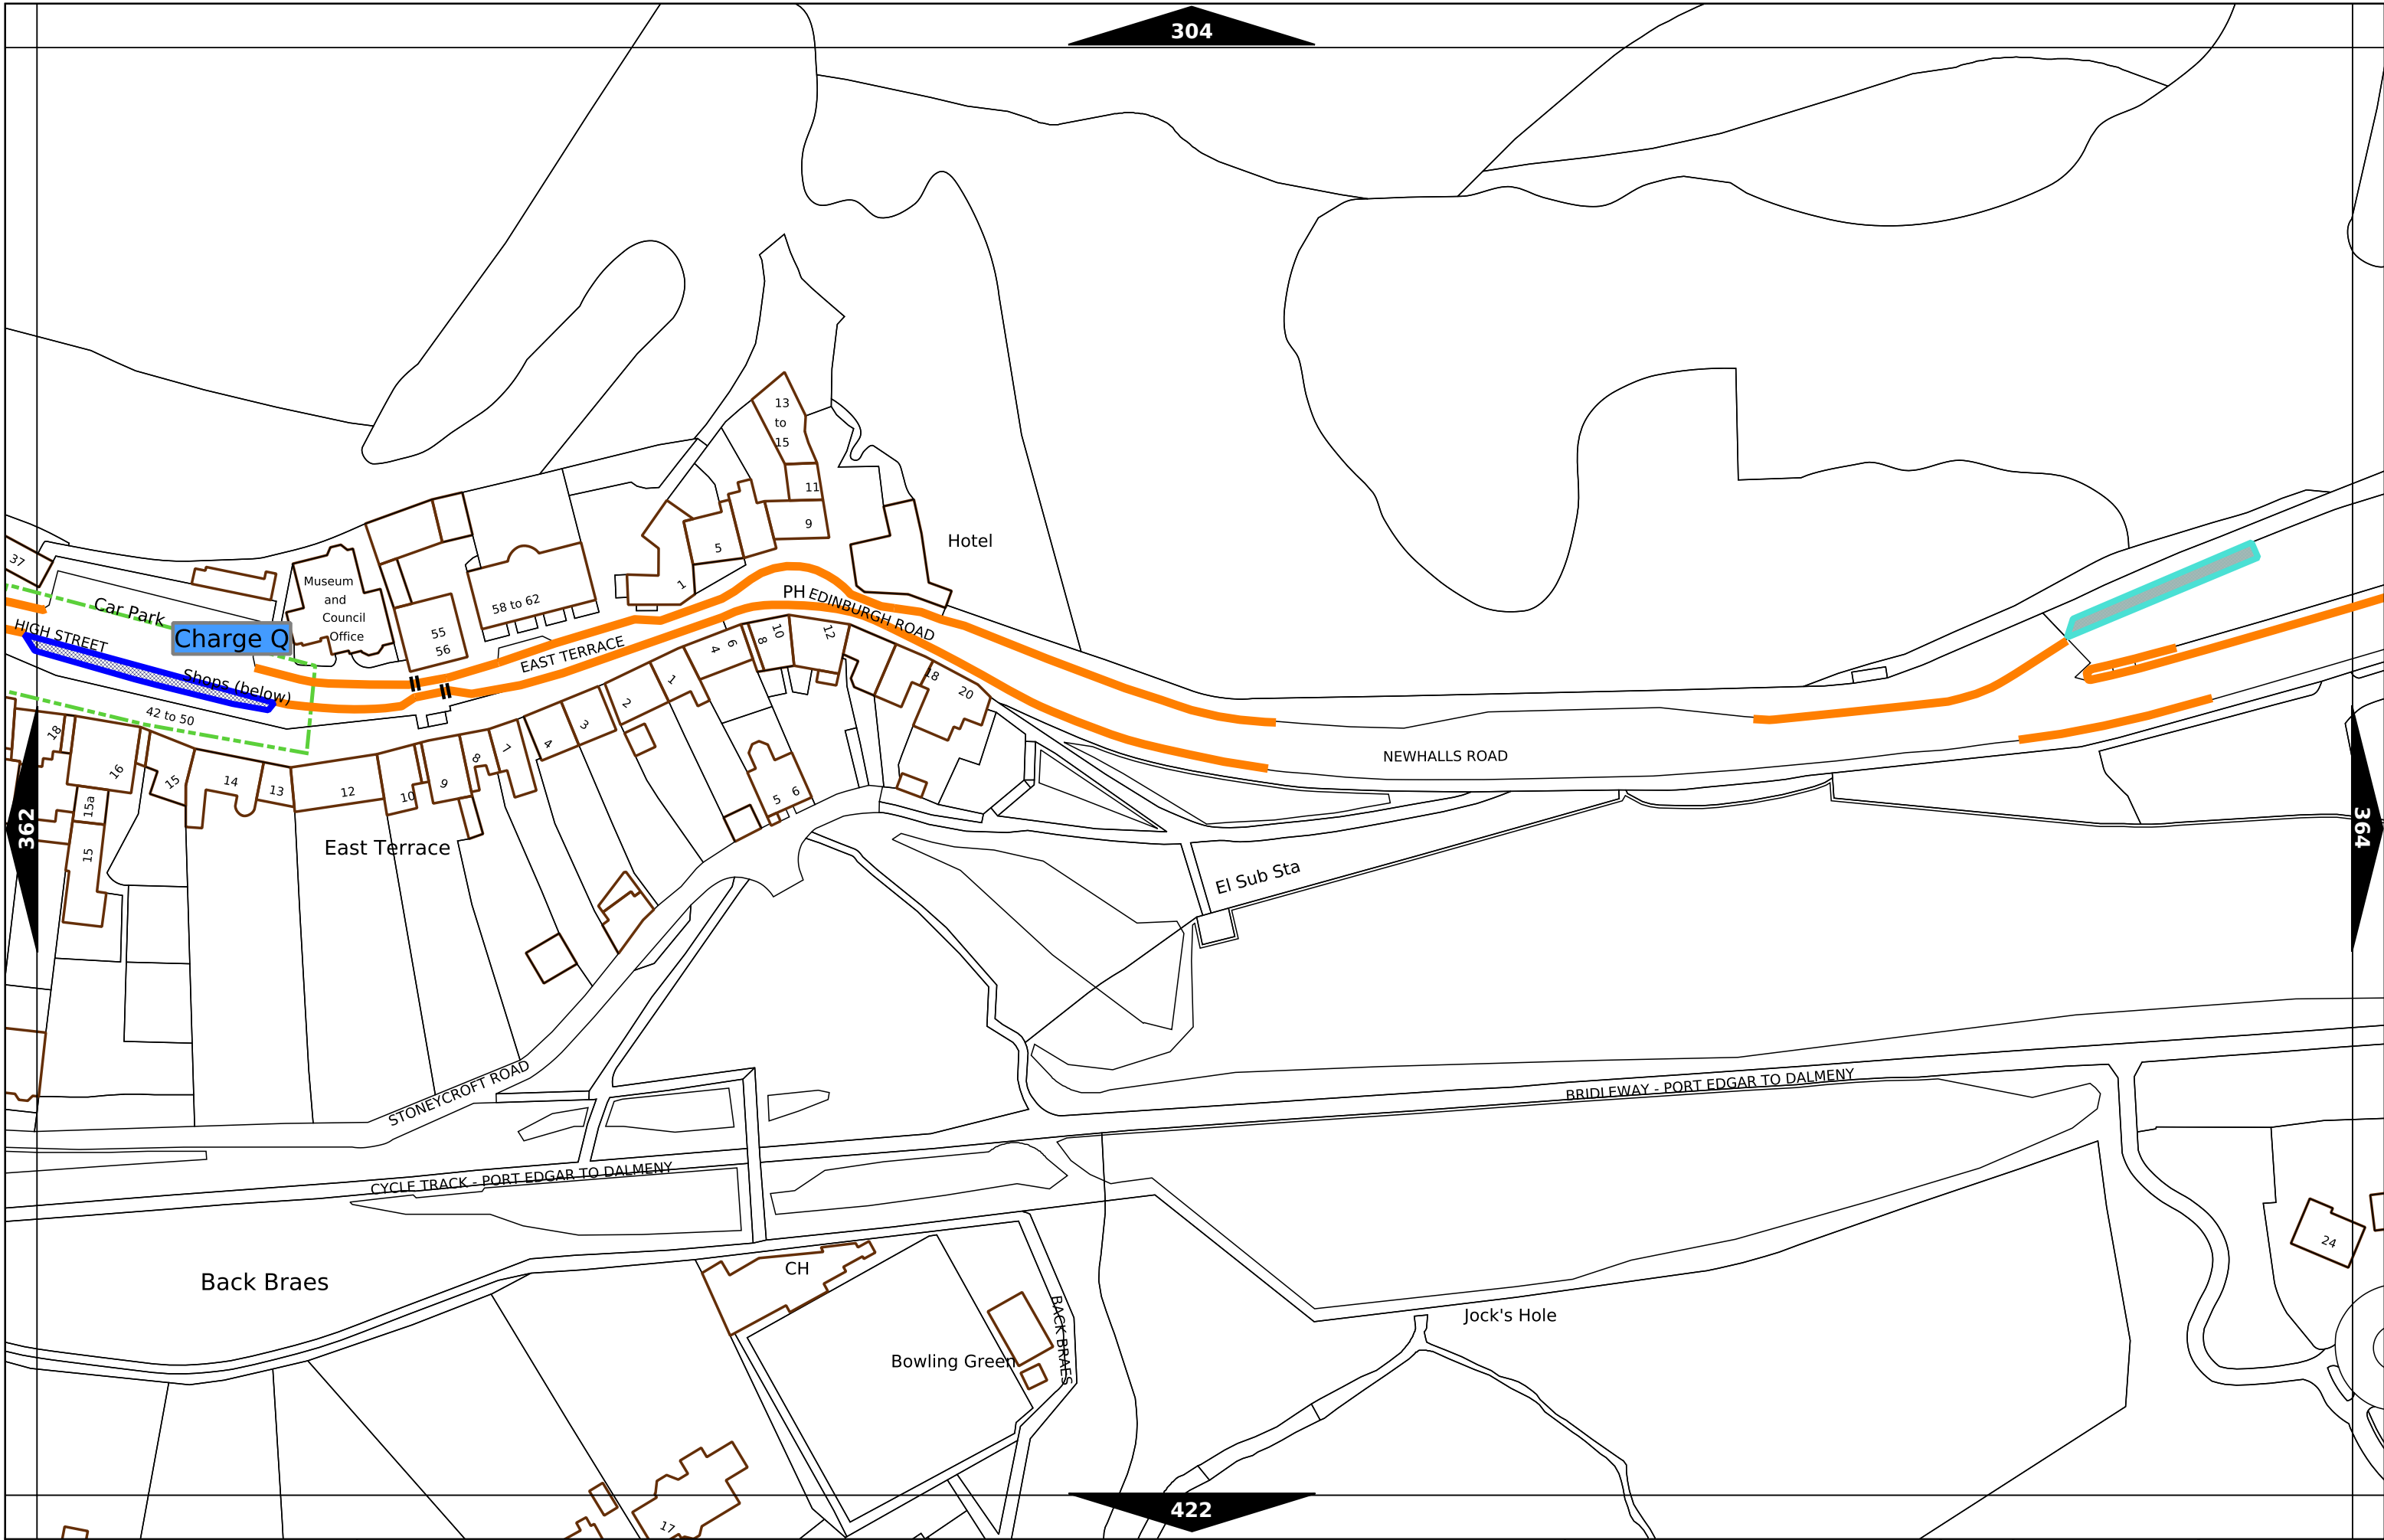 304
13
to
15
11
9
5
1
Hotel
37
Museum
and
Council
Office
Car Park
Charge Q
HIGH STREET
Shops (below)
42 to 50
55
56
58 to 62
PH
EDINBURGH ROAD
EAST TERRACE
12
10
8
6
4
1
2
3
4
7
8
9
10
12
13
14
15
16
18
18
20
5 6
15a
15
East Terrace
NEWHALLS ROAD
El Sub Sta
362
364
STONEYCROFT ROAD
BRIDLEWAY - PORT EDGAR TO DALMENY
CYCLE TRACK - PORT EDGAR TO DALMENY
Back Braes
CH
BACK BRAES
Bowling Green
Jock's Hole
24
17
422